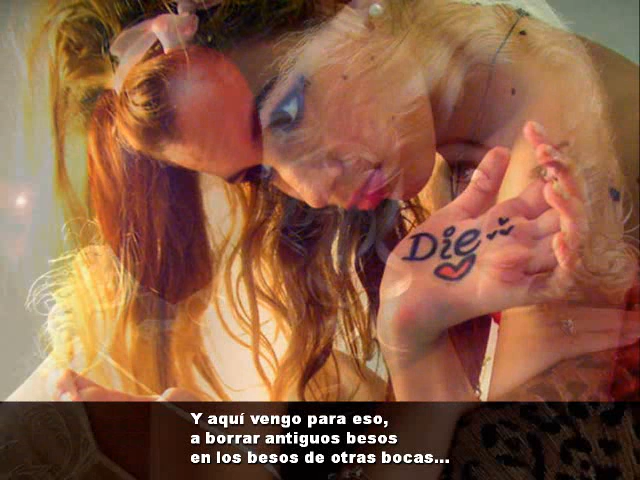 Die
Y aquí vengo para eso,
a borrar antiguos besos
en los besos de otras bocas...